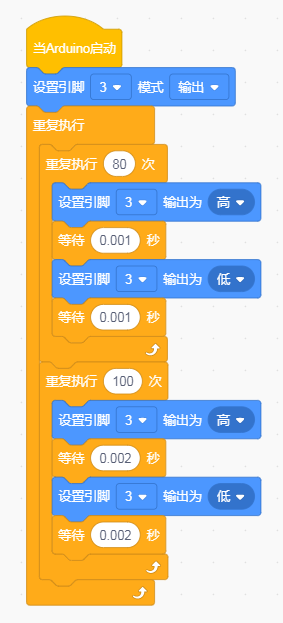 当Arduino启动
设置引脚 3 模式 输出
重复执行
重复执行 80 次
设置引脚 3 输出为 高
等待 0.001 秒
设置引脚 3 输出为 低
等待 0.001 秒
重复执行 100 次
设置引脚 3 输出为 高
等待 0.002 秒
设置引脚 3 输出为 低
等待 0.002 秒